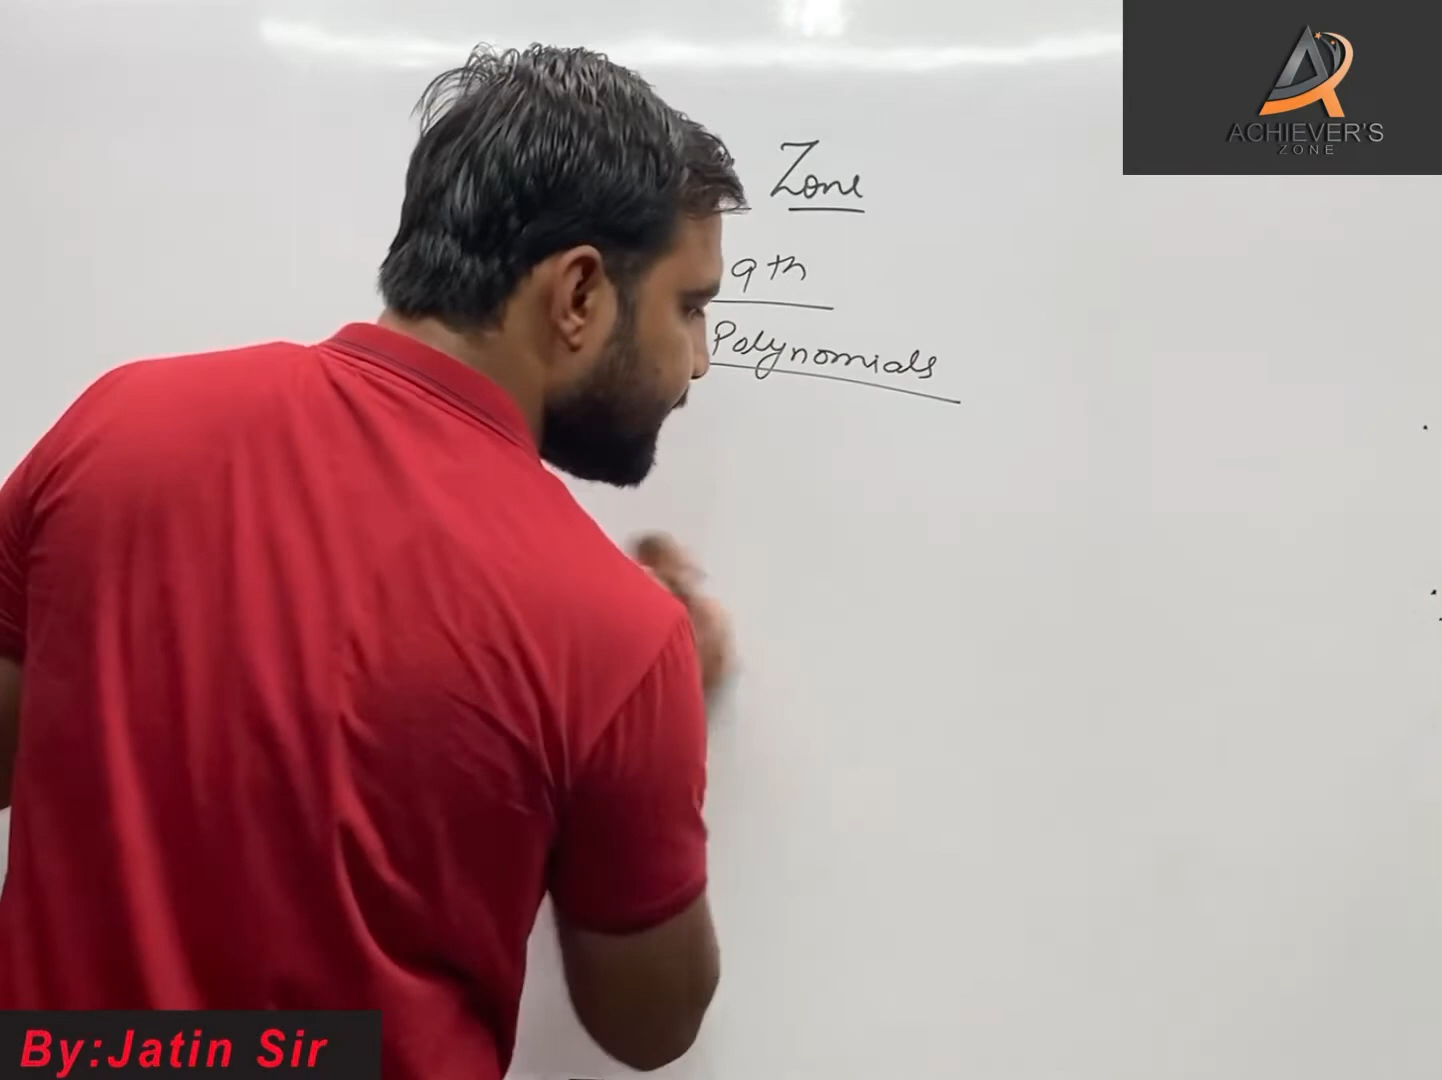 Zone
9th
Polynomials
ACHIEVER'S
ZONE
By:Jatin Sir